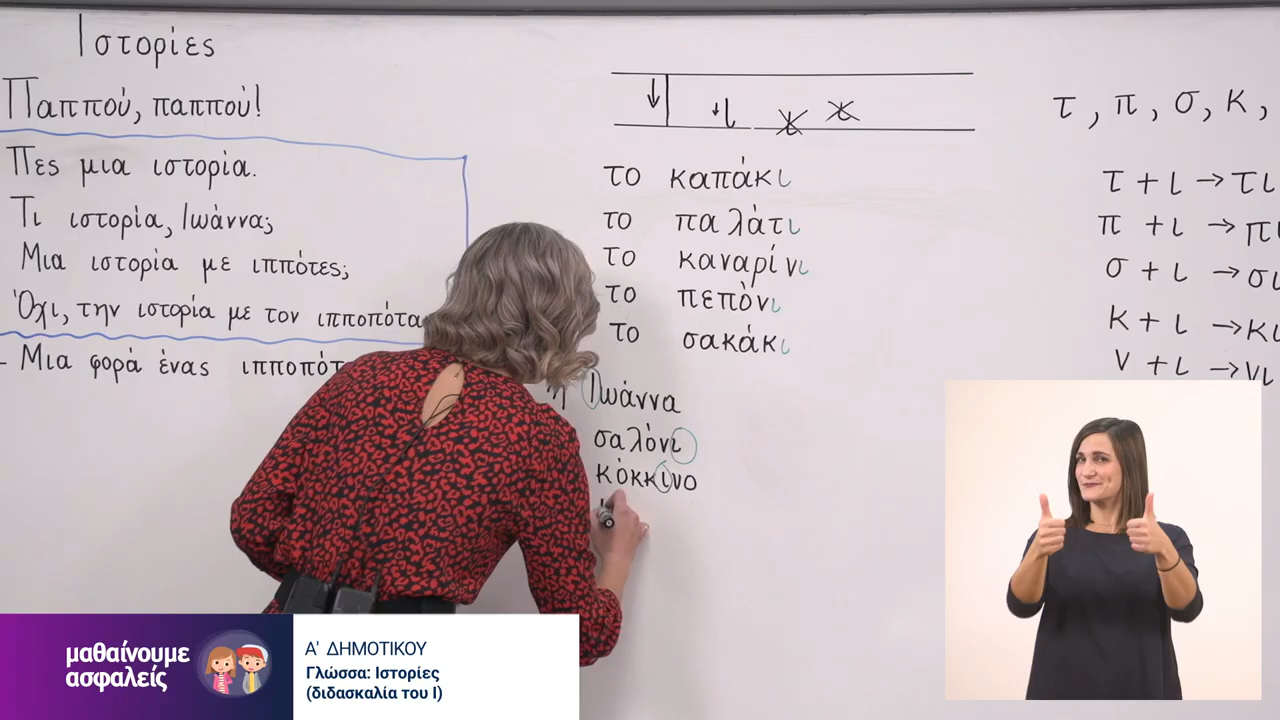 Ιστορίες
Παππού, παππού!
Πες μια ιστορία.
Τι ιστορία, Ιωάννα;
Μια ιστορία με ιππότες;
Όχι, την ιστορία με τον ιπποπότα
- Μια φορά ένας ιπποπότ
ι
το καπάκι
το παλάτι
το καναρίνι
το πεπόνι
το σακάκι
η Ιωάννα
σαλόνι
κόκκινο
τ, π, σ, κ,
τ + ι → τι
π + ι → πι
σ + ι → σι
κ + ι → κι
ν + ι → νι
μαθαίνουμε
ασφαλείς
Α' ΔΗΜΟΤΙΚΟΥ
Γλώσσα: Ιστορίες
(διδασκαλία του Ι)